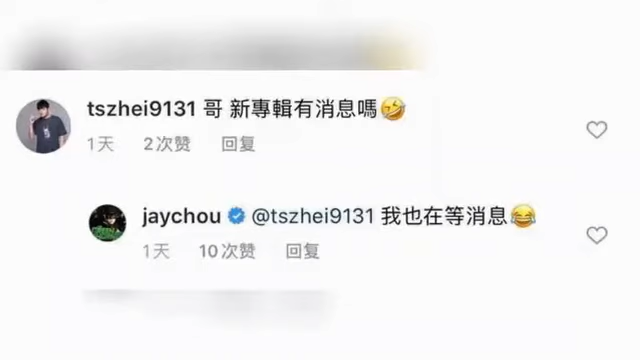 tszhei9131 哥 新專輯有消息嗎🤣
1天 2次赞 回复
jaychou @tszhei9131 我也在等消息😂
1天 10次赞 回复